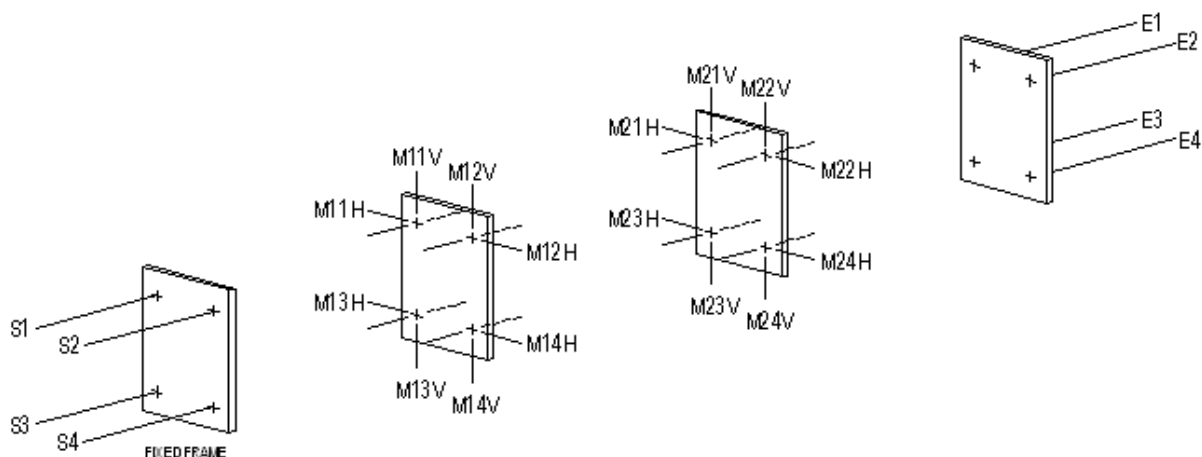 E1
E2
E3
E4
M21V
M22V
M21H
M22H
M23H
M24H
M23V
M24V
M11V
M12V
M11H
M12H
M13H
M14H
M13V
M14V
S1
S2
S3
S4
FIXED FRAME